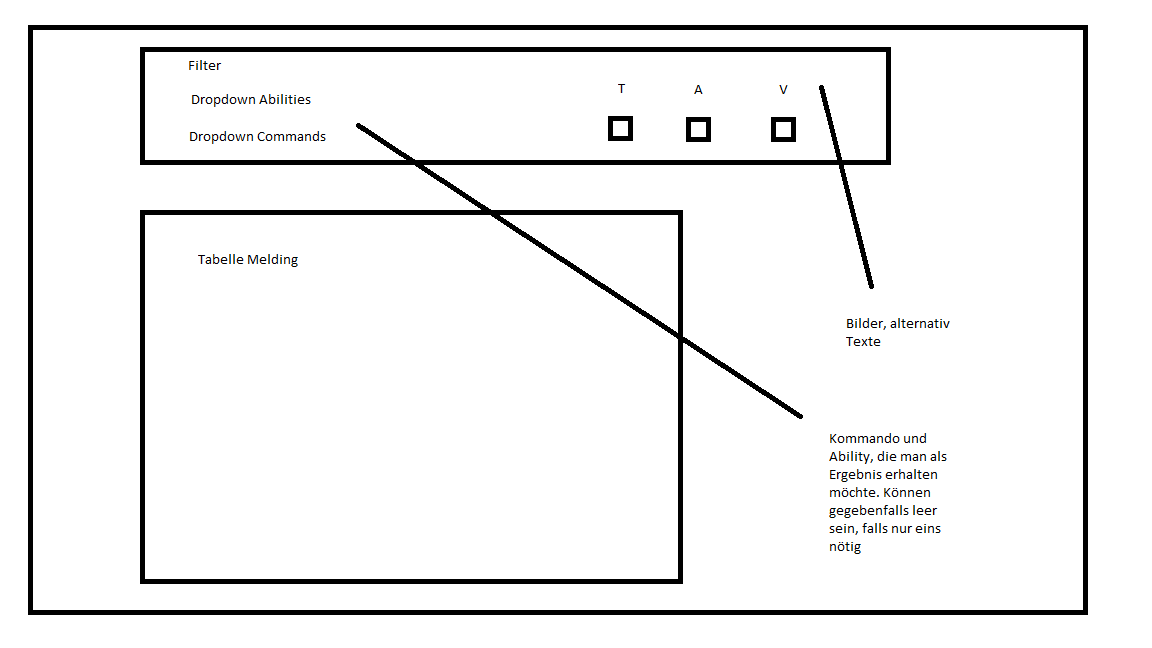 Filter
T A V
Dropdown Abilities
Dropdown Commands
Tabelle Melding
Bilder, alternativ
Texte
Kommando und
Ability, die man als
Ergebnis erhalten
möchte. Können
gegebenfalls leer
sein, falls nur eins
nötig